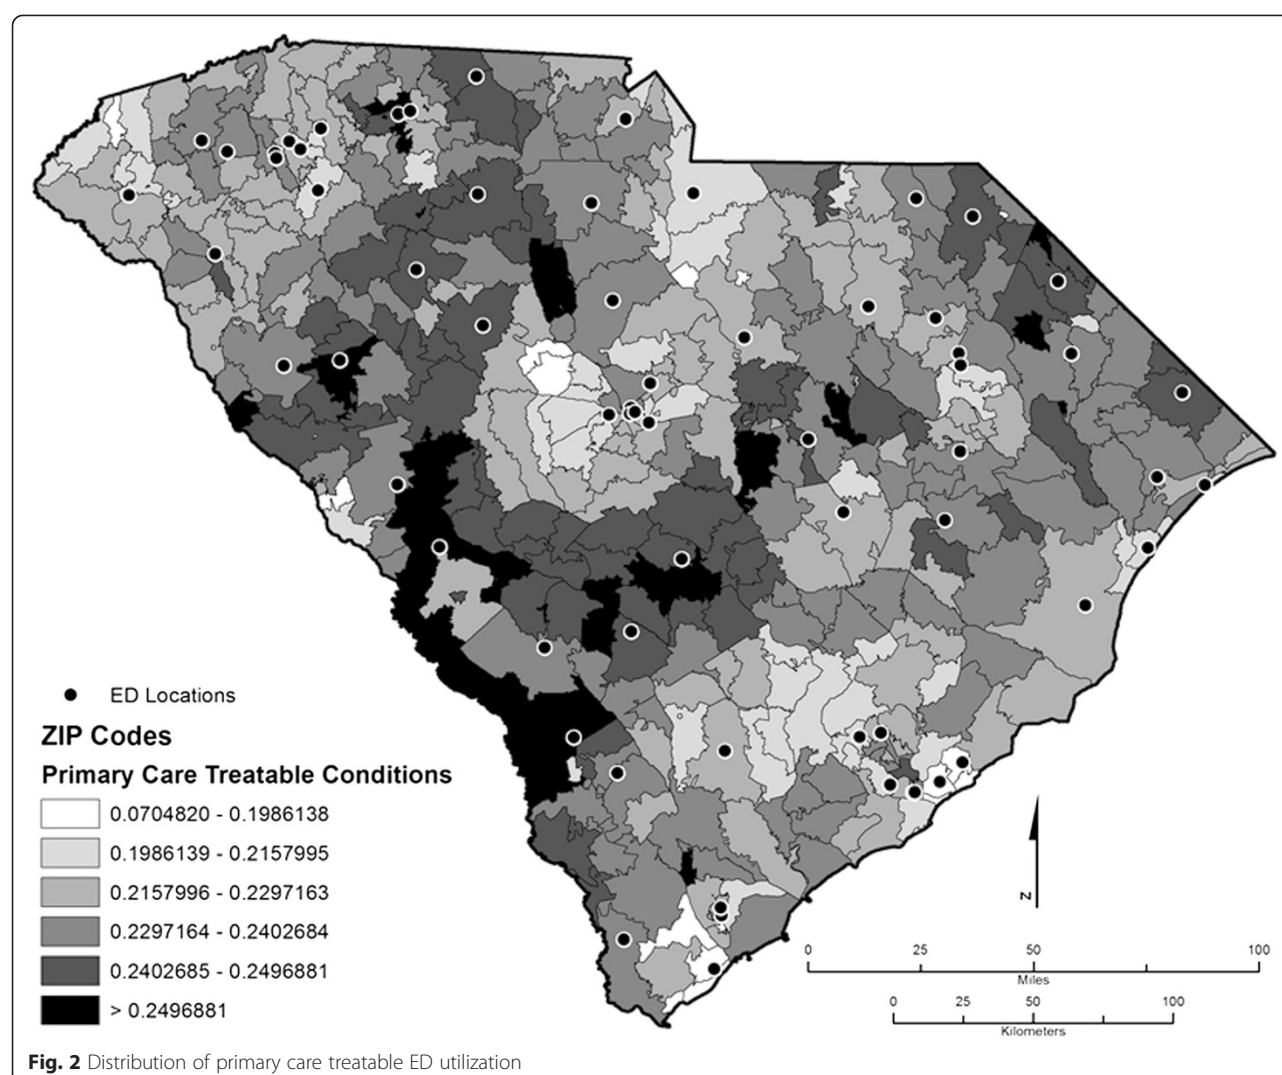 ED Locations
ZIP Codes
Primary Care Treatable Conditions
0.0704820 - 0.1986138
0.1986139 - 0.2157995
0.2157996 - 0.2297163
0.2297164 - 0.2402684
0.2402685 - 0.2496881
> 0.2496881
N
0 25 50 100
Miles
0 25 50 100
Kilometers
Fig. 2 Distribution of primary care treatable ED utilization